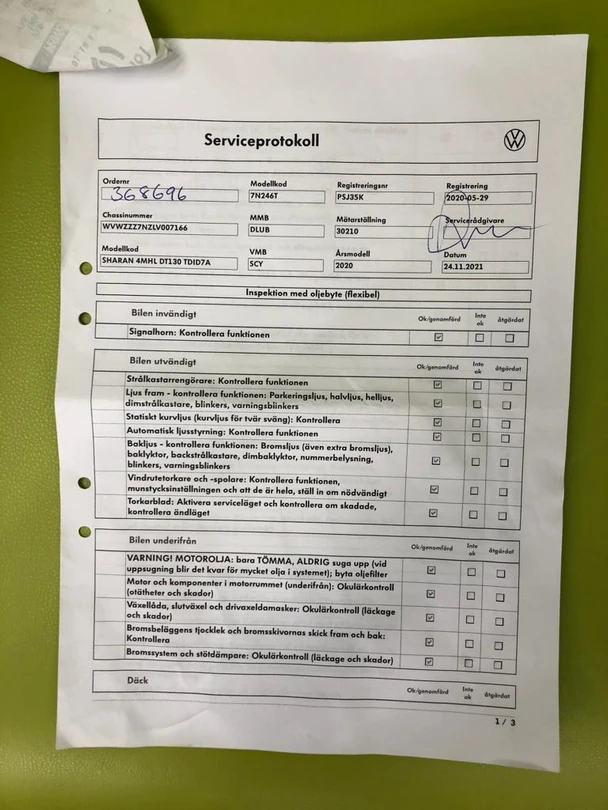 Serviceprotokoll
Ordernr
368696
Modellkod
7N246T
Registreringsnr
PSJ35K
Registrering
2020-05-29
Chassinummer
WVWZZZ7NZLV007166
MMB
DLUB
Mätarställning
30210
Servicerådgivare
Modellkod
SHARAN 4MHL DT130 TDID7A
VMB
SCY
Årsmodell
2020
Datum
24.11.2021
Inspektion med oljebyte (flexibel)
Bilen invändigt
Ok/genomförd
Inte
ok
åtgärdat
Signalhorn: Kontrollera funktionen
Bilen utvändigt
Ok/genomförd
Inte
ok
åtgärdat
Strålkastarrengörare: Kontrollera funktionen
Ljus fram - kontrollera funktionen: Parkeringsljus, halvljus, helljus,
dimstrålkastare, blinkers, varningsblinkers
Statiskt kurvljus (kurvljus för tvär sväng): Kontrollera
Automatisk ljusstyrning: Kontrollera funktionen
Bakljus - kontrollera funktionen: Bromsljus (även extra bromsljus),
baklyktor, backstrålkastare, dimbaklyktor, nummerbelysning,
blinkers, varningsblinkers
Vindrutetorkare och -spolare: Kontrollera funktionen,
munstycksinställningen och att de är hela, ställ in om nödvändigt
Torkarblad: Aktivera serviceläget och kontrollera om skadade,
kontrollera ändläget
Bilen underifrån
Ok/genomförd
Inte
ok
åtgärdat
VARNING! MOTOROLJA: bara TÖMMA, ALDRIG suga upp (vid
uppsugning blir det kvar för mycket olja i systemet); byta oljefilter
Motor och komponenter i motorrummet (underifrån): Okulärkontroll
(otätheter och skador)
Växellåda, slutväxel och drivaxeldamasker: Okulärkontroll (läckage
och skador)
Bromsbeläggens tjocklek och bromsskivornas skick fram och bak:
Kontrollera
Bromssystem och stötdämpare: Okulärkontroll (läckage och skador)
Däck
Ok/genomförd
Inte
ok
åtgärdat
1 / 3